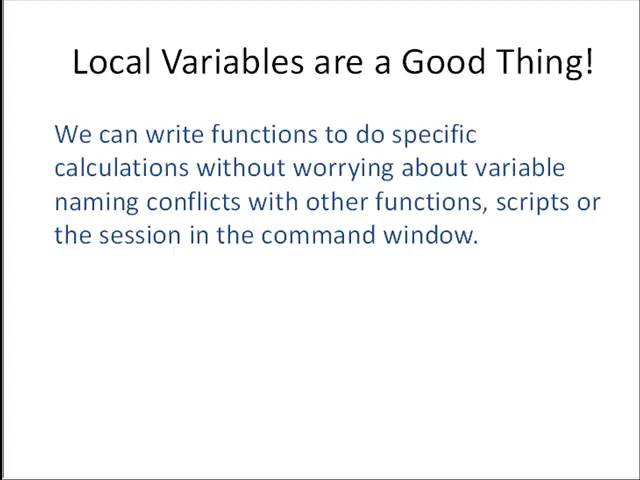 Local Variables are a Good Thing!
We can write functions to do specific
calculations without worrying about variable
naming conflicts with other functions, scripts or
the session in the command window.